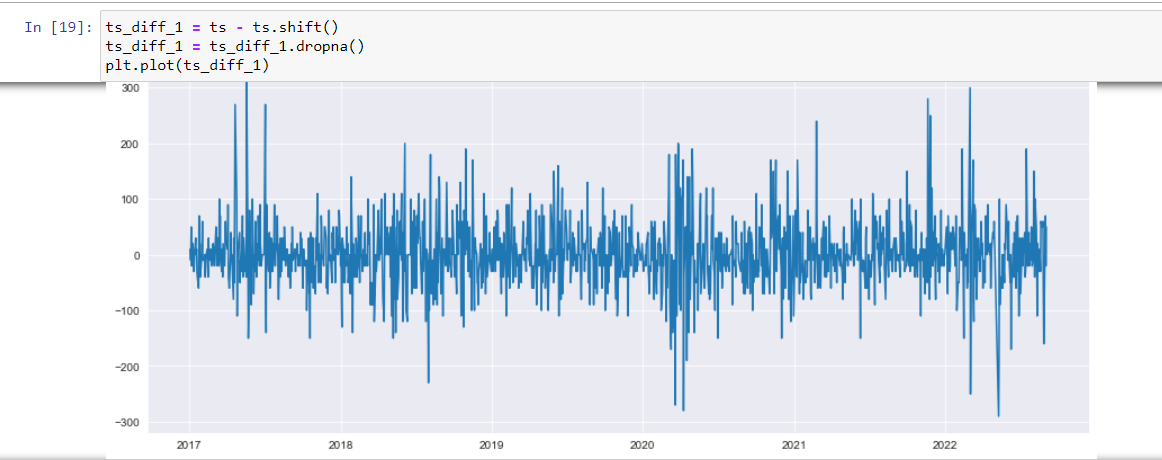 In [19]: ts_diff_1 = ts - ts.shift()
ts_diff_1 = ts_diff_1.dropna()
plt.plot(ts_diff_1)
300
200
100
0
−100
−200
−300
2017 2018 2019 2020 2021 2022